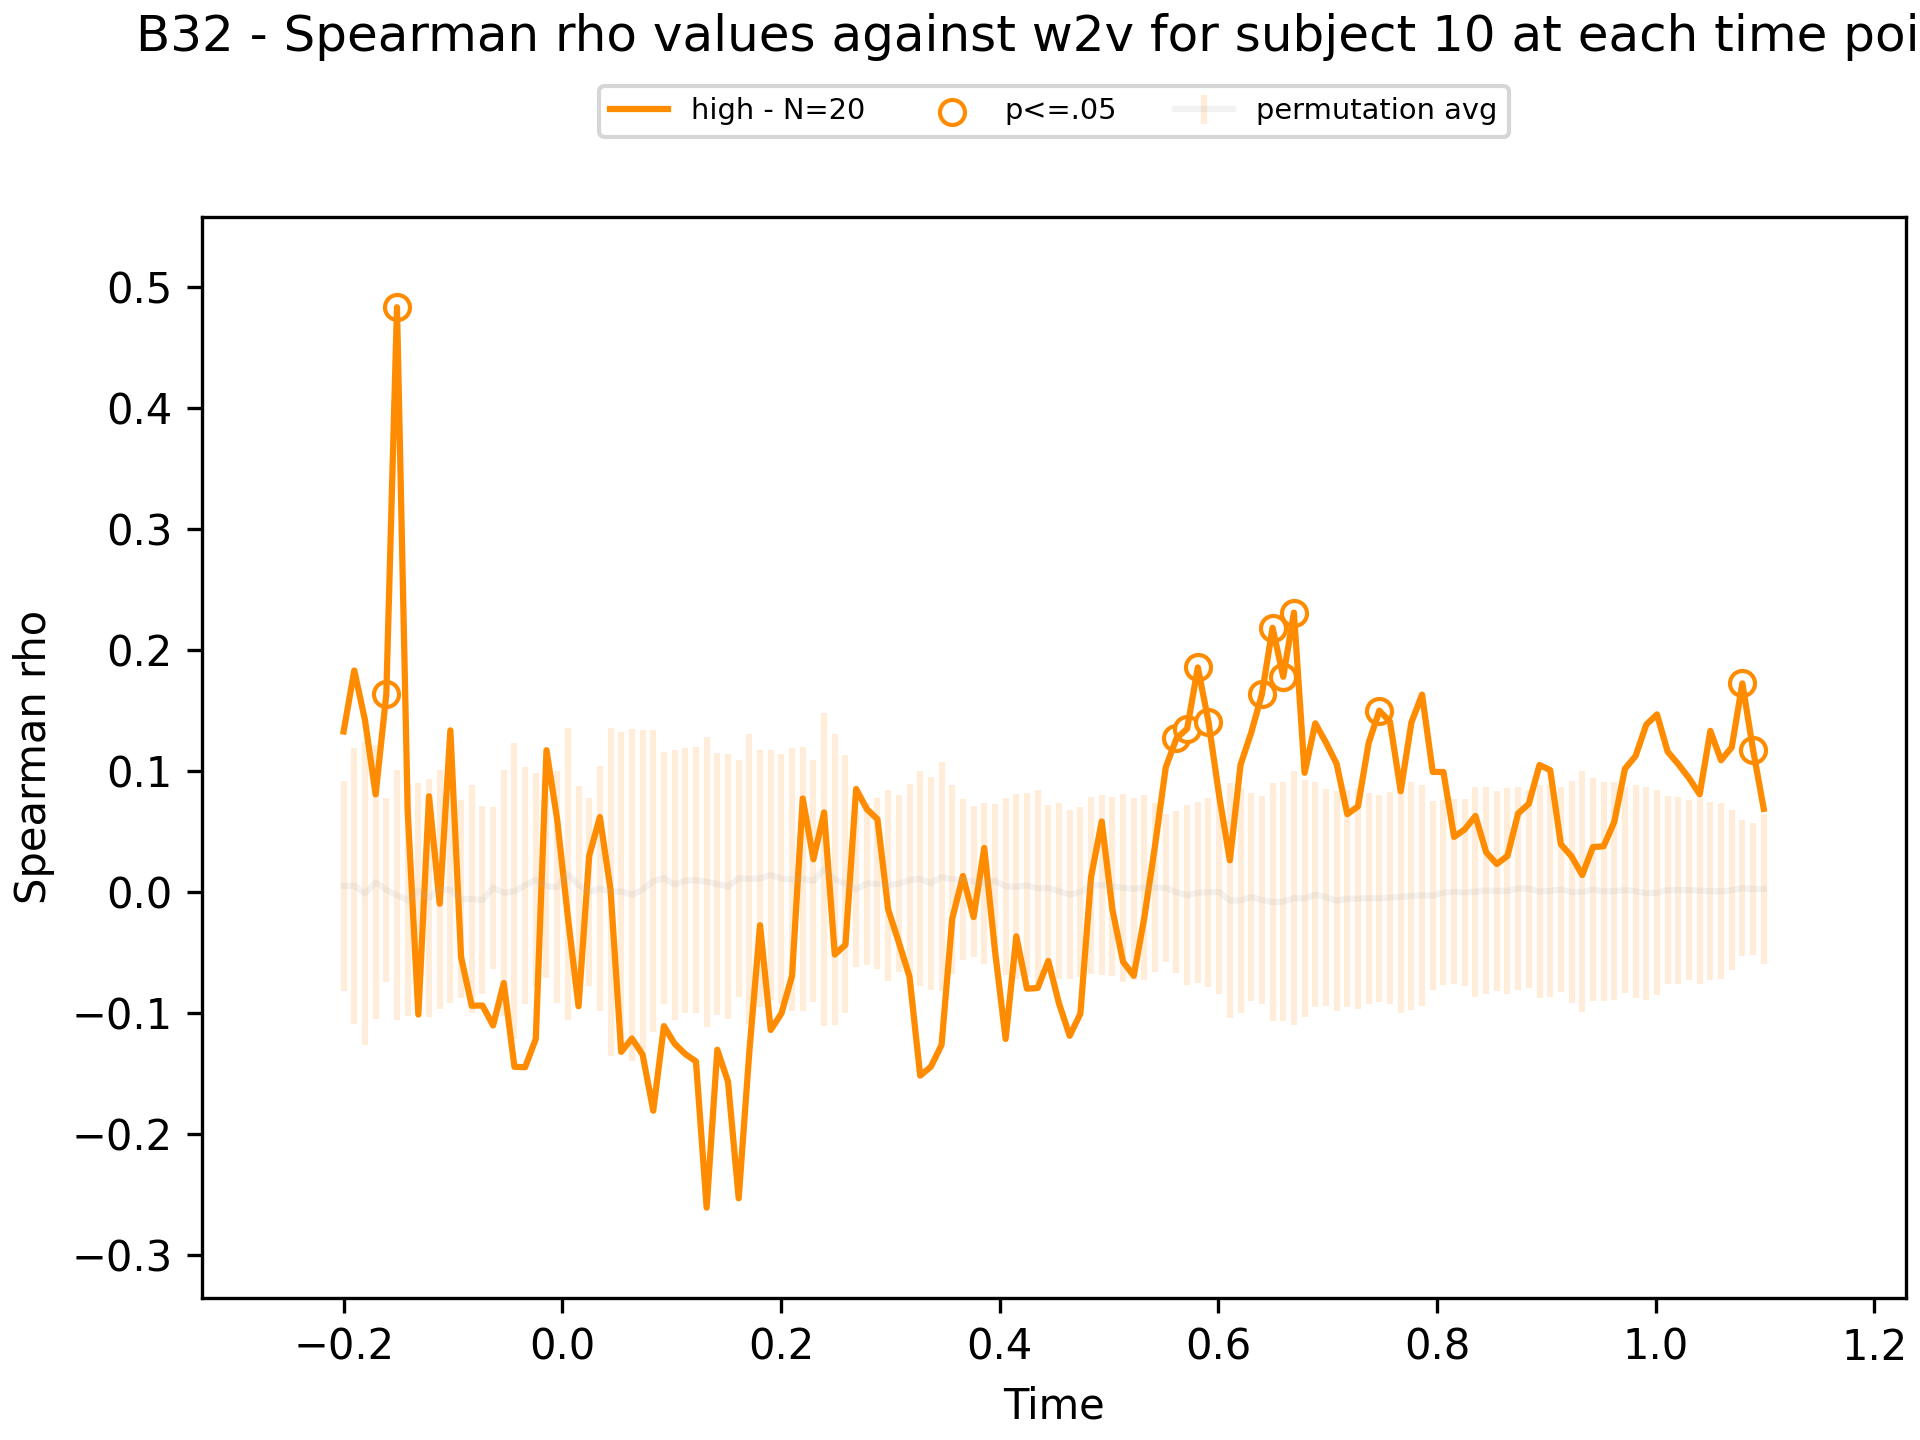 B32 - Spearman rho values against w2v for subject 10 at each time poi
high - N=20
p<=.05
permutation avg
0.5
0.4
0.3
0.2
0.1
0.0
−0.1
−0.2
−0.3
Spearman rho
−0.2
0.0
0.2
0.4
0.6
0.8
1.0
1.2
Time